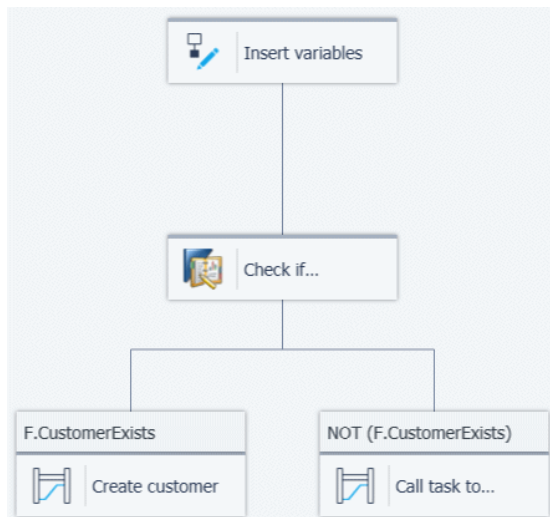 Insert variables
Check if...
F.CustomerExists
NOT (F.CustomerExists)
Create customer
Call task to...